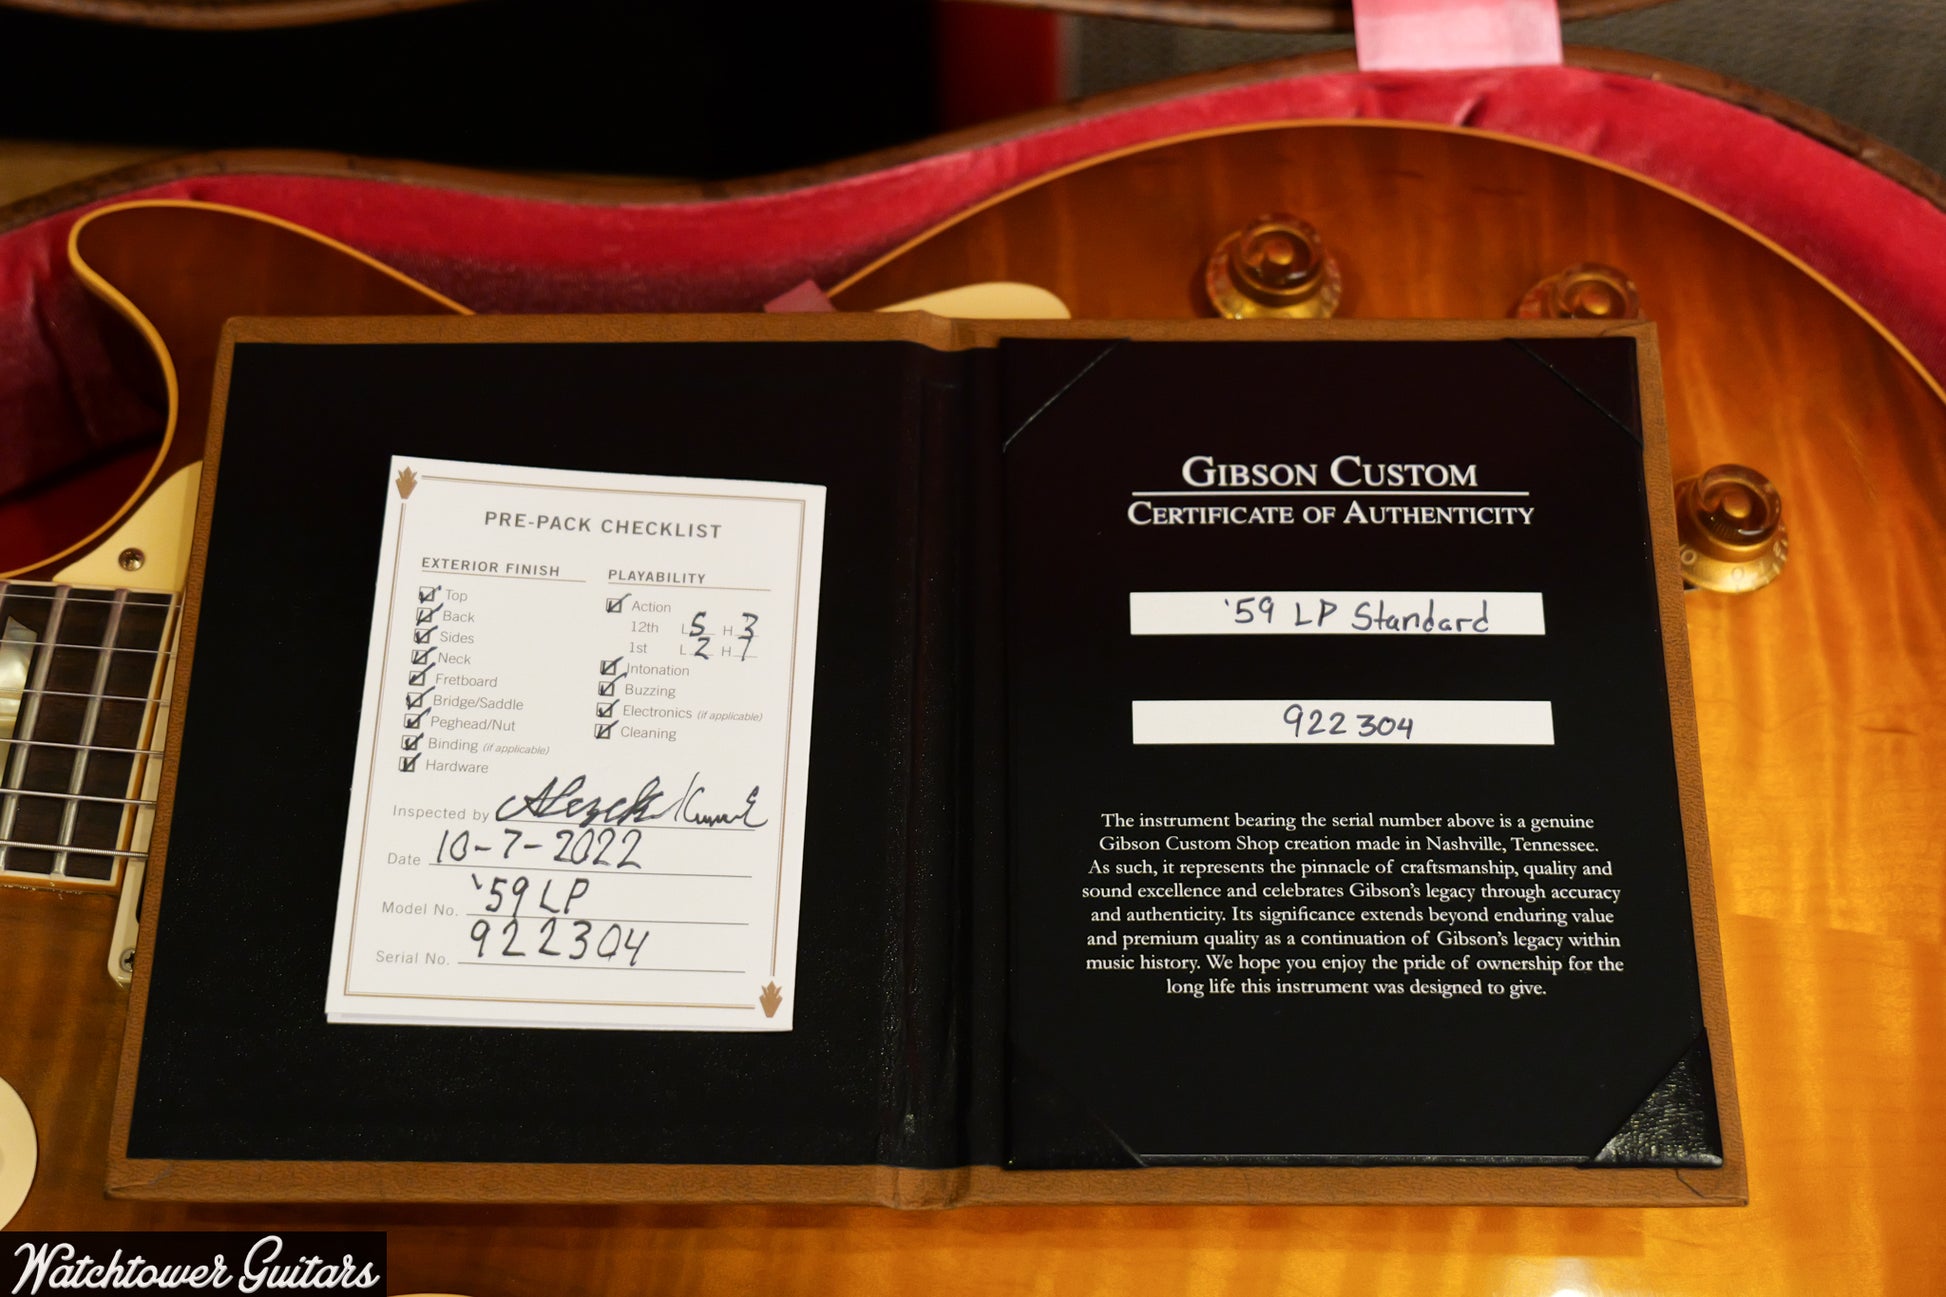 PRE-PACK CHECKLIST
EXTERIOR FINISH
Top
Back
Sides
Neck
Fretboard
Bridge/Saddle
Peghead/Nut
Binding (if applicable)
Hardware
PLAYABILITY
Action
12th L 5 H 3
1st L 2 H 1
Intonation
Buzzing
Electronics (if applicable)
Cleaning
Inspected by
Date 10-7-2022
Model No. '59 LP
Serial No. 922304
GIBSON CUSTOM
CERTIFICATE OF AUTHENTICITY
'59 LP Standard
922304
The instrument bearing the serial number above is a genuine
Gibson Custom Shop creation made in Nashville, Tennessee.
As such, it represents the pinnacle of craftsmanship, quality and
sound excellence and celebrates Gibson's legacy through accuracy
and authenticity. Its significance extends beyond enduring value
and premium quality as a continuation of Gibson's legacy within
music history. We hope you enjoy the pride of ownership for the
long life this instrument was designed to give.
Watchtower Guitars